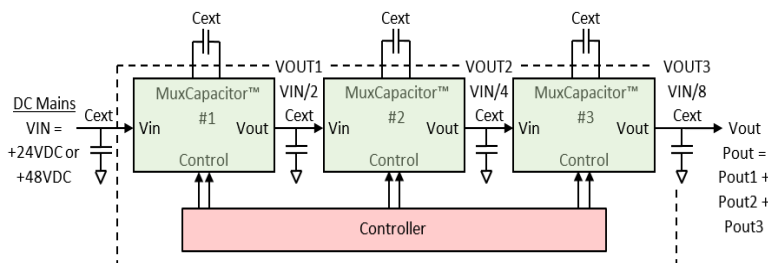 Cext Cext Cext
VOUT1 VOUT2 VOUT3
DC Mains
VIN =
+24VDC or
+48VDC
Cext
MuxCapacitor™
#1
Vin Vout
Control
VIN/2
Cext
MuxCapacitor™
#2
Vin Vout
Control
VIN/4
Cext
MuxCapacitor™
#3
Vin Vout
Control
VIN/8
Cext
Vout
Pout =
Pout1 +
Pout2 +
Pout3
Controller